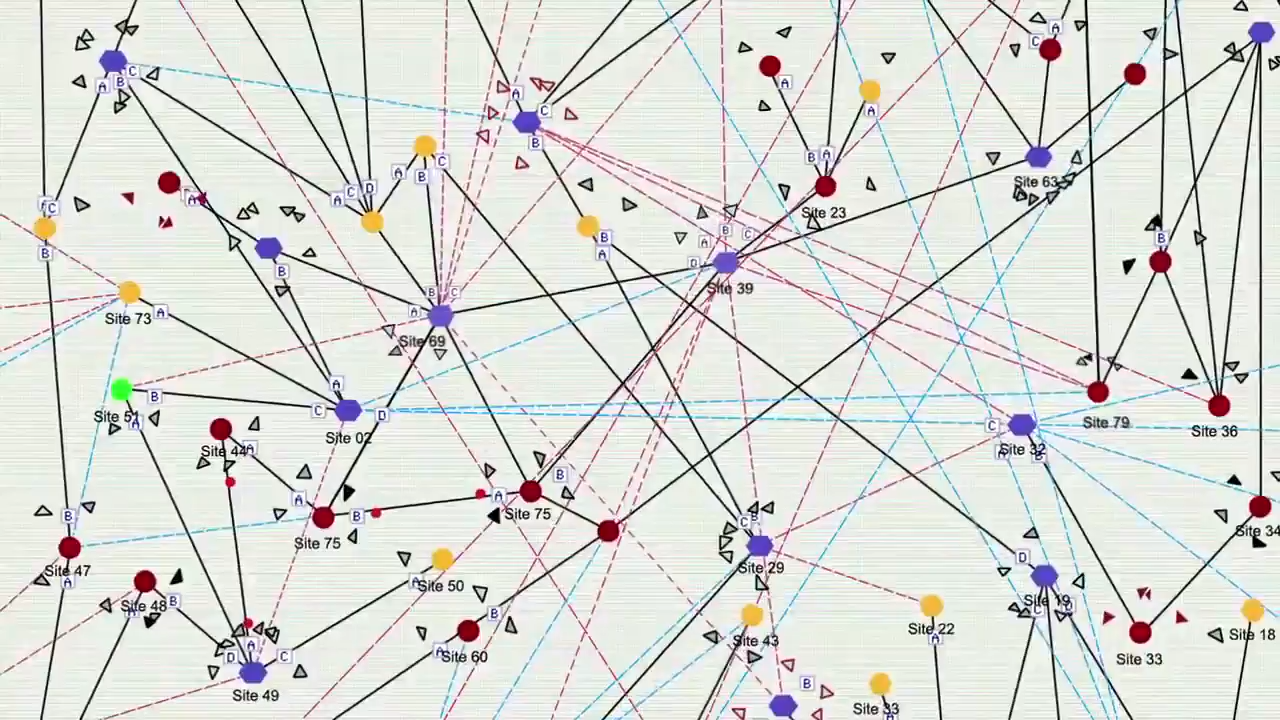 A
C
C
B
A
A
A
A
C
B
B
A
Site 63
C
A
B
C
D
A
B
A
Site 23
C
A
B
B
C
B
A
B
C
A
D
B
Site 39
Site 73
A
B
C
A
Site 69
A
C
D
Site 02
B
Site 51
A
Site 79
Site 36
C
Site 32
A
B
Site 44
A
A
B
Site 75
A
B
Site 75
B
Site 47
A
C
B
Site 29
Site 34
D
Site 19
C
D
Site 50
A
Site 48
A
B
B
Site 60
A
Site 43
Site 22
A
Site 33
Site 18
D
A
C
Site 49
B
Site 33
A